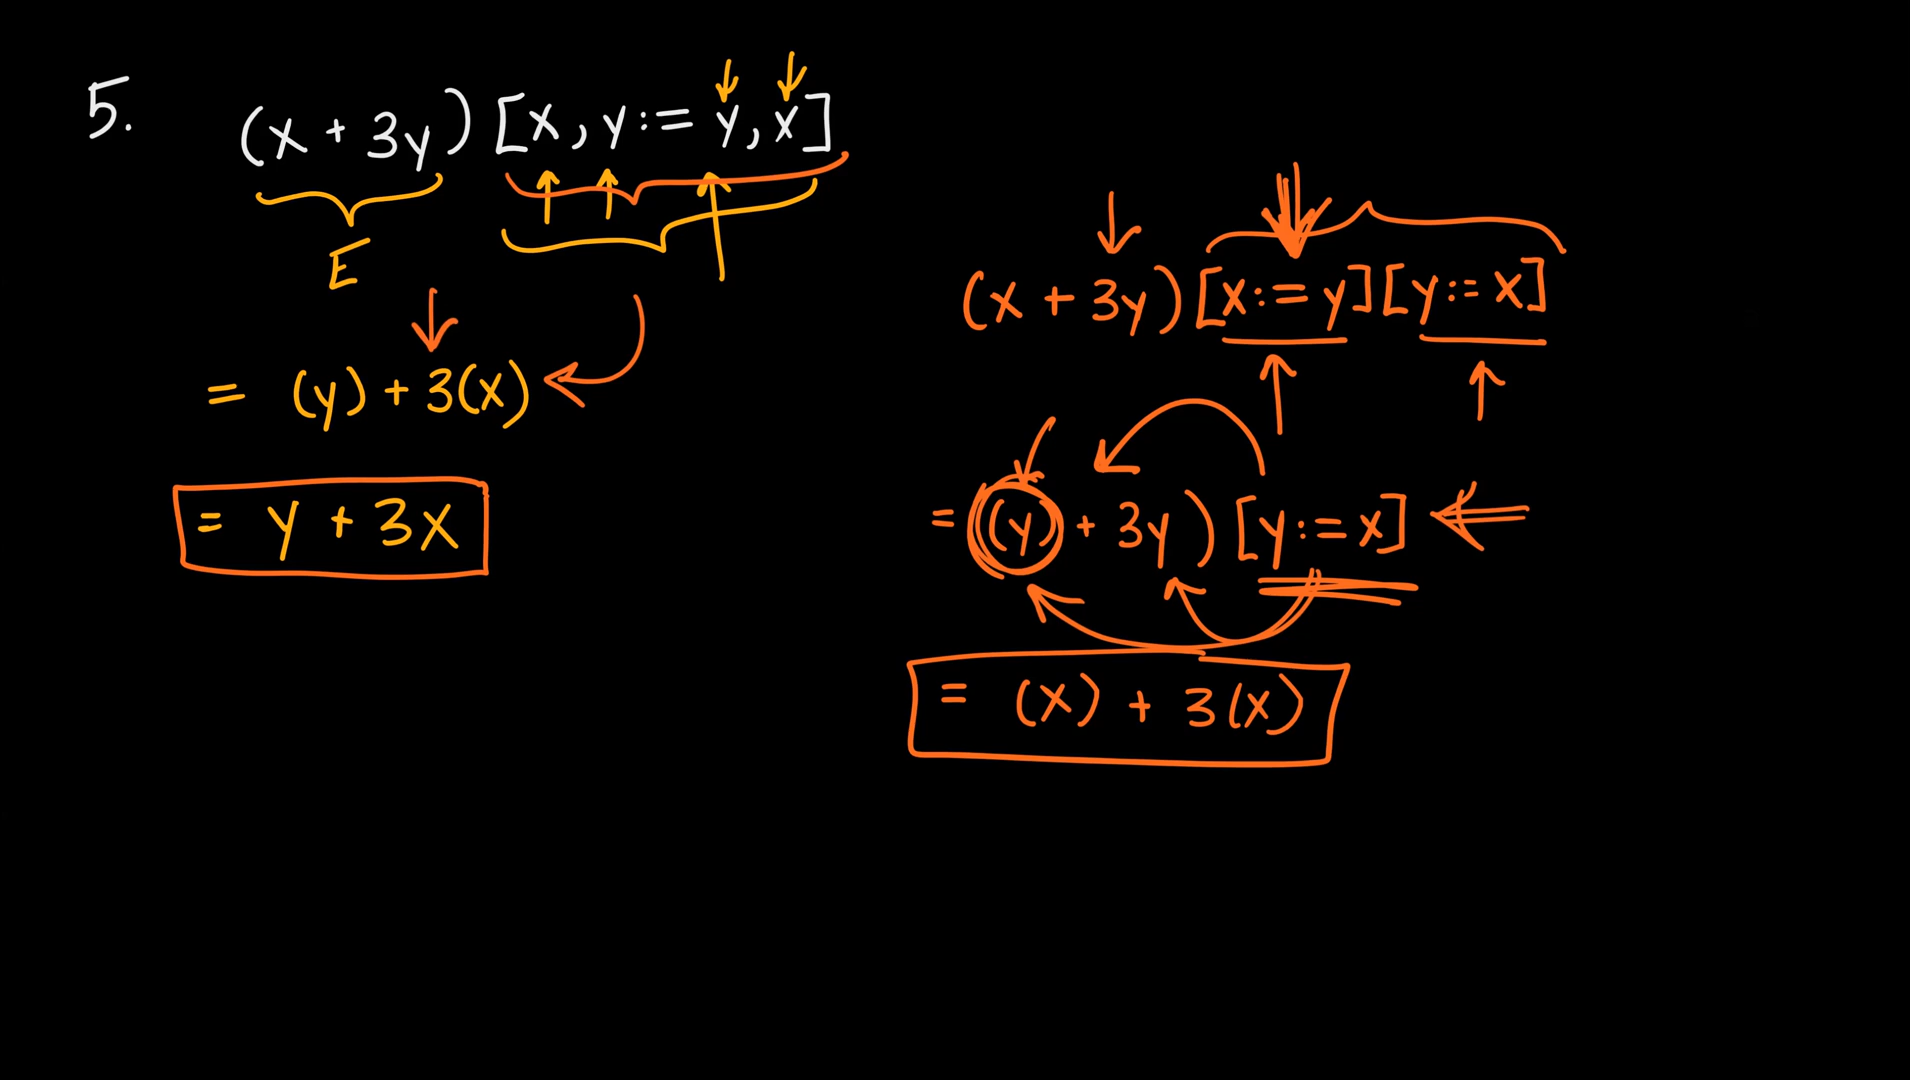 5. (x + 3y) [x, y := y, x]
E
= (y) + 3(x)
= y + 3x
(x + 3y) [x := y] [y := x]
= (y) + 3y) [y := x]
= (x) + 3(x)